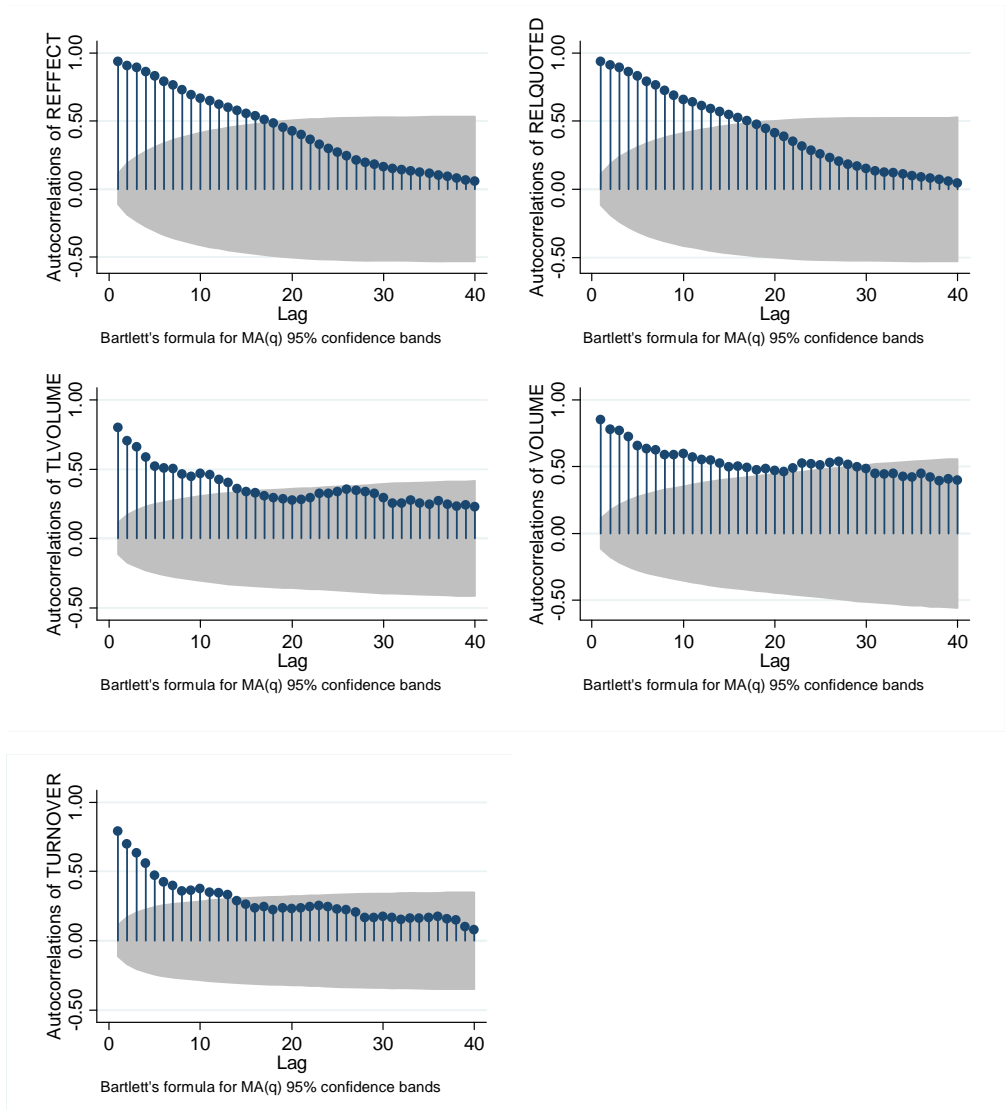 Autocorrelations of REFFECT
1.00
0.50
0.00
-0.50
0 10 20 30 40
Lag
Bartlett's formula for MA(q) 95% confidence bands
Autocorrelations of RELQUOTED
1.00
0.50
0.00
-0.50
0 10 20 30 40
Lag
Bartlett's formula for MA(q) 95% confidence bands
Autocorrelations of TLVOLUME
1.00
0.50
0.00
-0.50
0 10 20 30 40
Lag
Bartlett's formula for MA(q) 95% confidence bands
Autocorrelations of VOLUME
1.00
0.50
0.00
-0.50
0 10 20 30 40
Lag
Bartlett's formula for MA(q) 95% confidence bands
Autocorrelations of TURNOVER
1.00
0.50
0.00
-0.50
0 10 20 30 40
Lag
Bartlett's formula for MA(q) 95% confidence bands